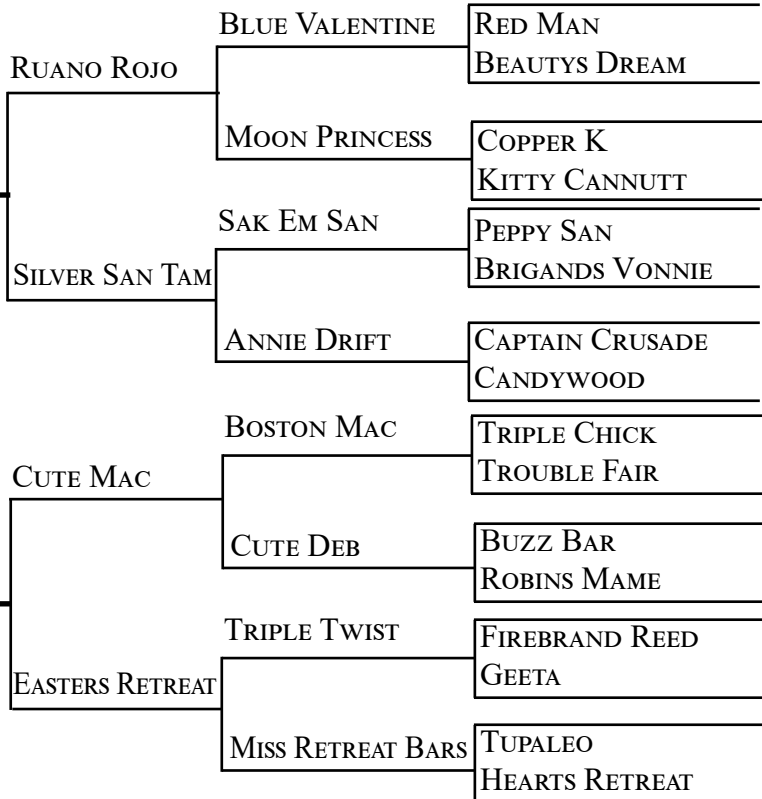 Blue Valentine
Red Man
Beautys Dream
Ruano Rojo
Moon Princess
Copper K
Kitty Cannutt
Sak Em San
Peppy San
Brigands Vonnie
Silver San Tam
Annie Drift
Captain Crusade
Candywood
Boston Mac
Triple Chick
Trouble Fair
Cute Mac
Cute Deb
Buzz Bar
Robins Mame
Triple Twist
Firebrand Reed
Geeta
Easters Retreat
Miss Retreat Bars
Tupaleo
Hearts Retreat